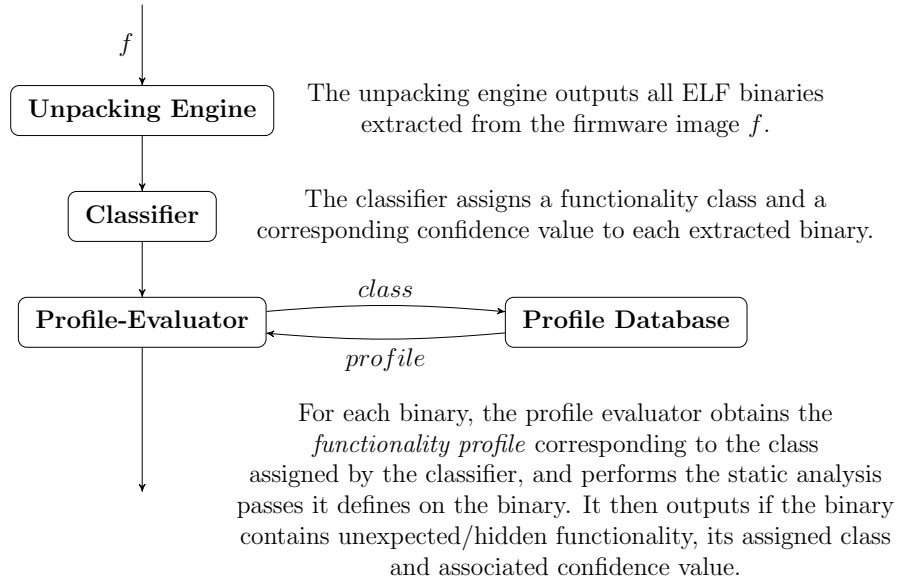 f
Unpacking Engine
The unpacking engine outputs all ELF binaries
extracted from the firmware image f.
Classifier
The classifier assigns a functionality class and a
corresponding confidence value to each extracted binary.
class
Profile-Evaluator
Profile Database
profile
For each binary, the profile evaluator obtains the
functionality profile corresponding to the class
assigned by the classifier, and performs the static analysis
passes it defines on the binary. It then outputs if the binary
contains unexpected/hidden functionality, its assigned class
and associated confidence value.